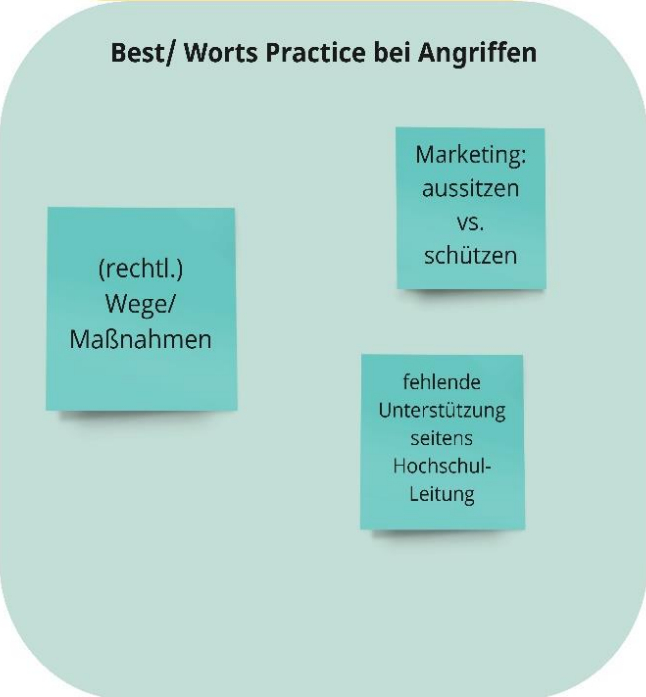 Best/ Worts Practice bei Angriffen
Marketing:
aussitzen
vs.
schützen
(rechtl.)
Wege/
Maßnahmen
fehlende
Unterstützung
seitens
Hochschul-
Leitung